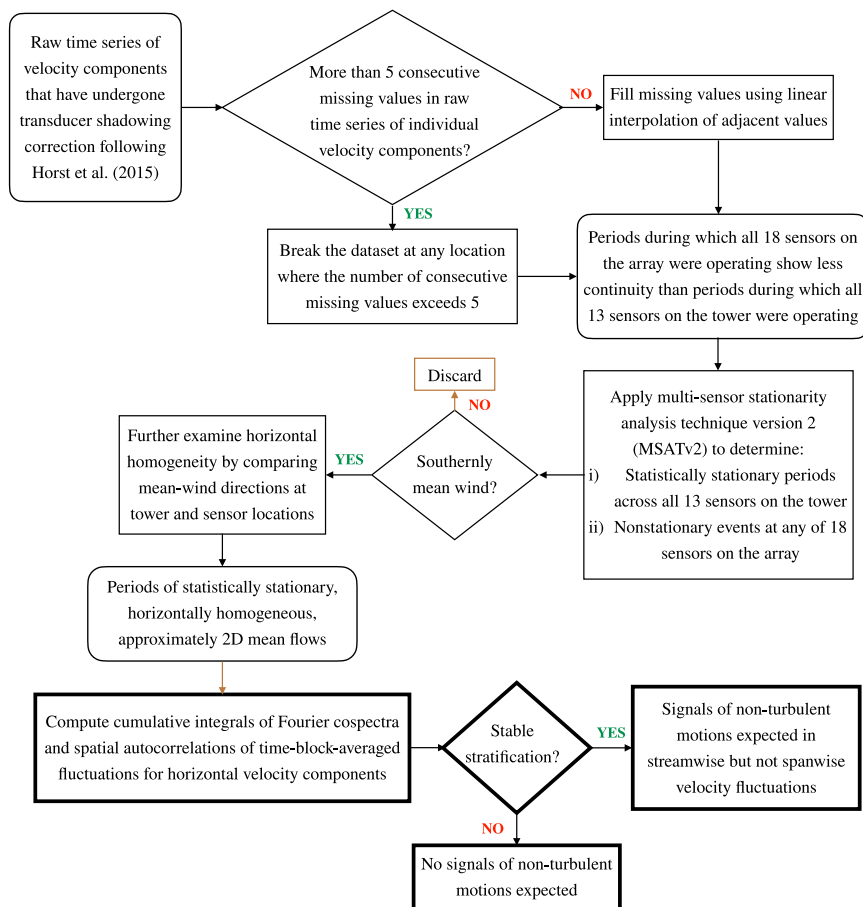 Raw time series of
velocity components
that have undergone
transducer shadowing
correction following
Horst et al. (2015)
More than 5 consecutive
missing values in raw
time series of individual
velocity components?
NO
Fill missing values using linear
interpolation of adjacent values
YES
Break the dataset at any location
where the number of consecutive
missing values exceeds 5
Periods during which all 18 sensors on
the array were operating show less
continuity than periods during which all
13 sensors on the tower were operating
Apply multi-sensor stationarity
analysis technique version 2
(MSATv2) to determine:
i) Statistically stationary periods
across all 13 sensors on the tower
ii) Nonstationary events at any of 18
sensors on the array
Southernly
mean wind?
NO
Discard
YES
Further examine horizontal
homogeneity by comparing
mean-wind directions at
tower and sensor locations
Periods of statistically stationary,
horizontally homogeneous,
approximately 2D mean flows
Compute cumulative integrals of Fourier cospectra
and spatial autocorrelations of time-block-averaged
fluctuations for horizontal velocity components
Stable
stratification?
YES
Signals of non-turbulent
motions expected in
streamwise but not spanwise
velocity fluctuations
NO
No signals of non-turbulent
motions expected